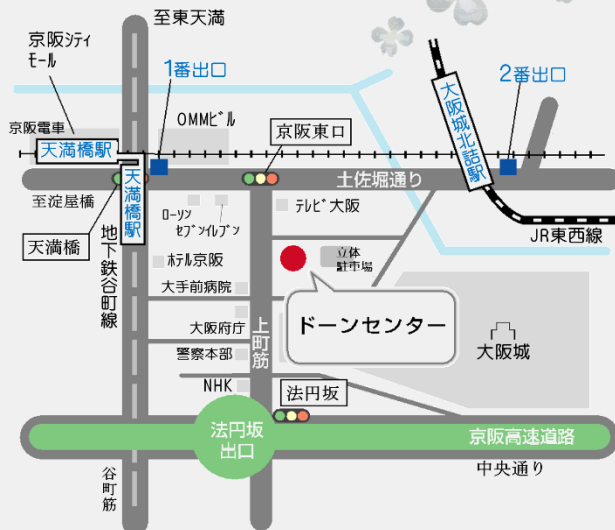 至東天満
京阪シティ
モール
1番出口
2番出口
OMMビル
京阪電車
京阪東口
天満橋駅
大阪城北詰駅
土佐堀通り
至淀屋橋
天満橋駅
ローソン
セブンイレブン
テレビ大阪
JR東西線
天満橋
地下鉄谷町線
ホテル京阪
立体
駐車場
大手前病院
ドーンセンター
大阪府庁
上町筋
大阪城
警察本部
NHK
法円坂
法円坂
出口
京阪高速道路
中央通り
谷町筋